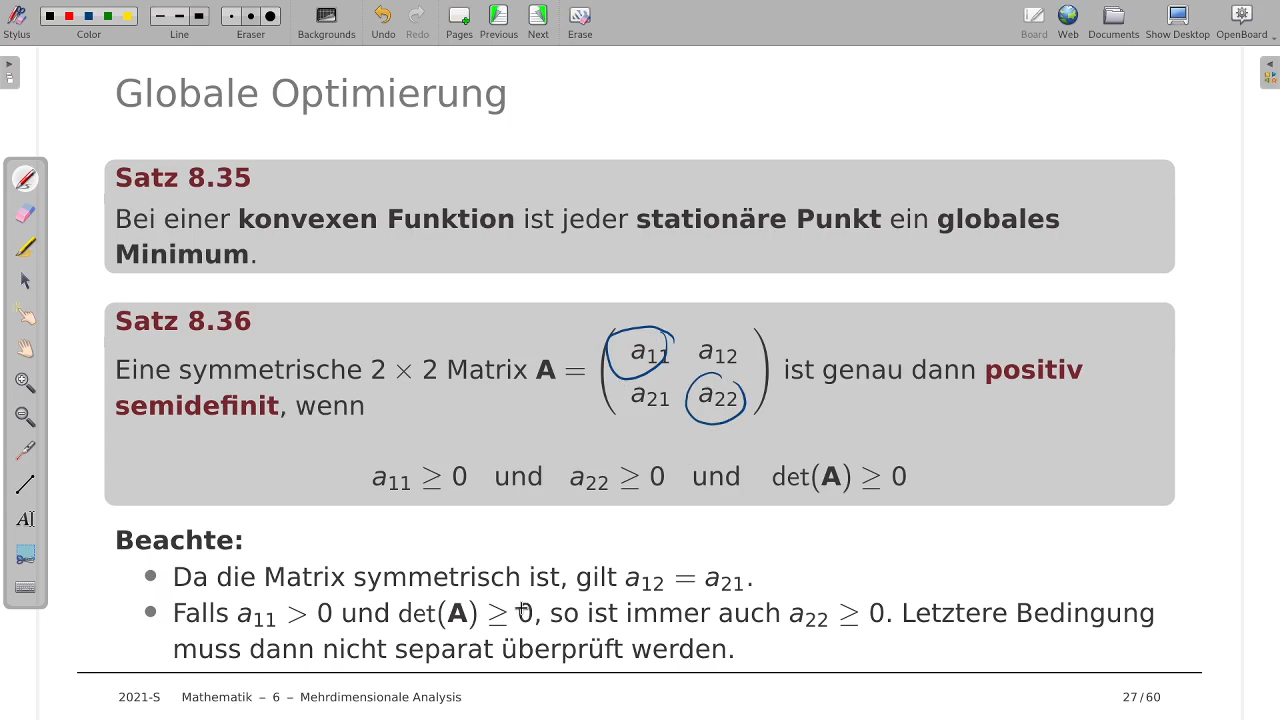 Stylus Color Line Eraser Backgrounds Undo Redo Pages Previous Next Erase Board Web Documents Show Desktop OpenBoard
Globale Optimierung
Satz 8.35
Bei einer konvexen Funktion ist jeder stationäre Punkt ein globales
Minimum.
Satz 8.36
Eine symmetrische 2 × 2 Matrix A = ( a₁₁ a₁₂ ; a₂₁ a₂₂ ) ist genau dann positiv
semidefinit, wenn
a₁₁ ≥ 0 und a₂₂ ≥ 0 und det(A) ≥ 0
Beachte:
• Da die Matrix symmetrisch ist, gilt a₁₂ = a₂₁.
• Falls a₁₁ > 0 und det(A) ≥ 0, so ist immer auch a₂₂ ≥ 0. Letztere Bedingung
muss dann nicht separat überprüft werden.
2021-S Mathematik – 6 – Mehrdimensionale Analysis 27/60